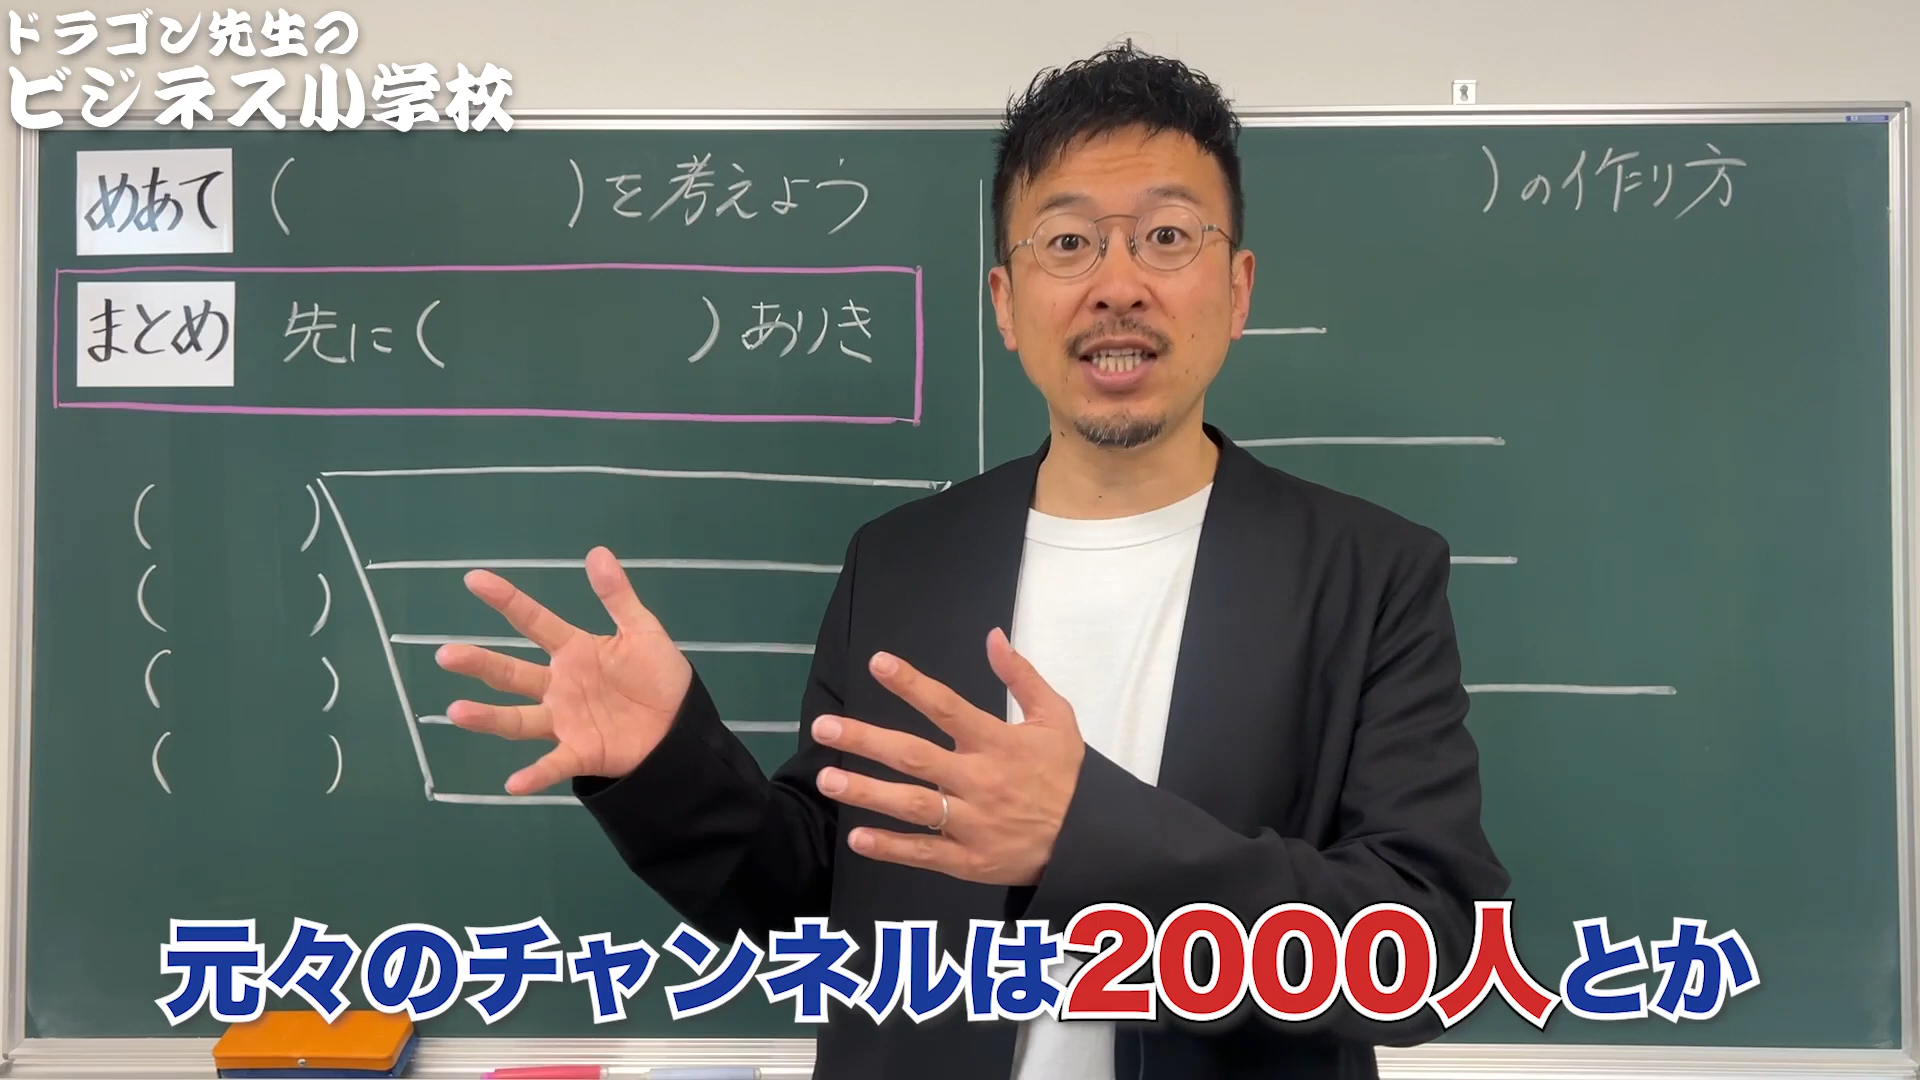 ドラゴン先生の
ビジネス小学校
めあて ( )を考えよう
まとめ 先に( )ありき
( )
( )
( )
( )
)の作り方
元々のチャンネルは2000人とか